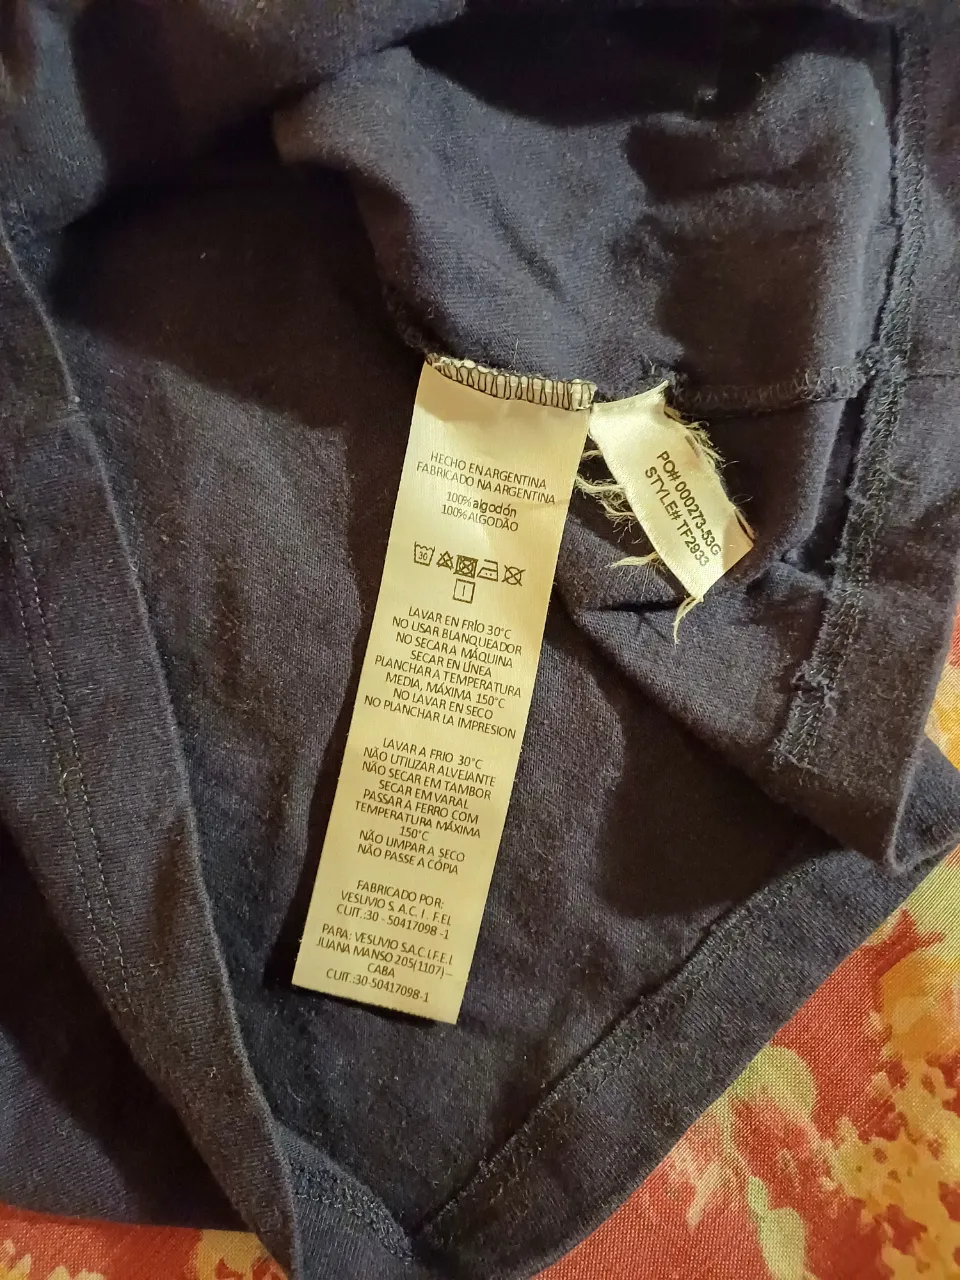 HECHO EN ARGENTINA
FABRICADO NA ARGENTINA
100% algodón
100% ALGODÃO
30
LAVAR EN FRÍO 30°C
NO USAR BLANQUEADOR
NO SECAR A MÁQUINA
SECAR EN LÍNEA
PLANCHAR A TEMPERATURA
MEDIA, MÁXIMA 150°C
NO LAVAR EN SECO
NO PLANCHAR LA IMPRESION
LAVAR A FRIO 30°C
NÃO UTILIZAR ALVEJANTE
NÃO SECAR EM TAMBOR
SECAR EM VARAL
PASSAR A FERRO COM
TEMPERATURA MÁXIMA
150°C
NÃO LIMPAR A SECO
NÃO PASSE A CÓPIA
FABRICADO POR:
VESUVIO S. A.C. I . F.E.I.
CUIT.:30 - 50417098 -1
PARA: VESUVIO S.A.C.I.F.E.I.
JUANA MANSO 205(1107) –
CABA
CUIT.:30-50417098-1
PO# 000273-53G
STYLE# TF2933